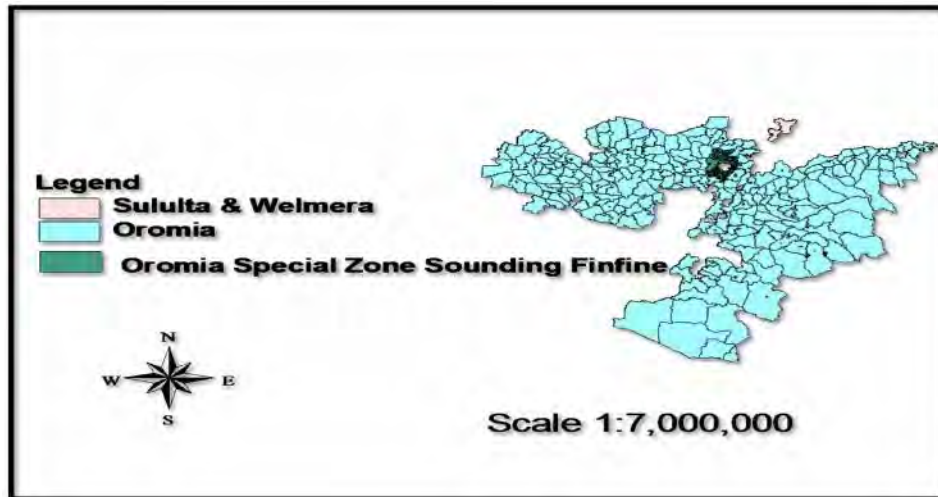 Legend
Sululta & Welmera
Oromia
Oromia Special Zone Sounding Finfine
N
W E
S
Scale 1:7,000,000